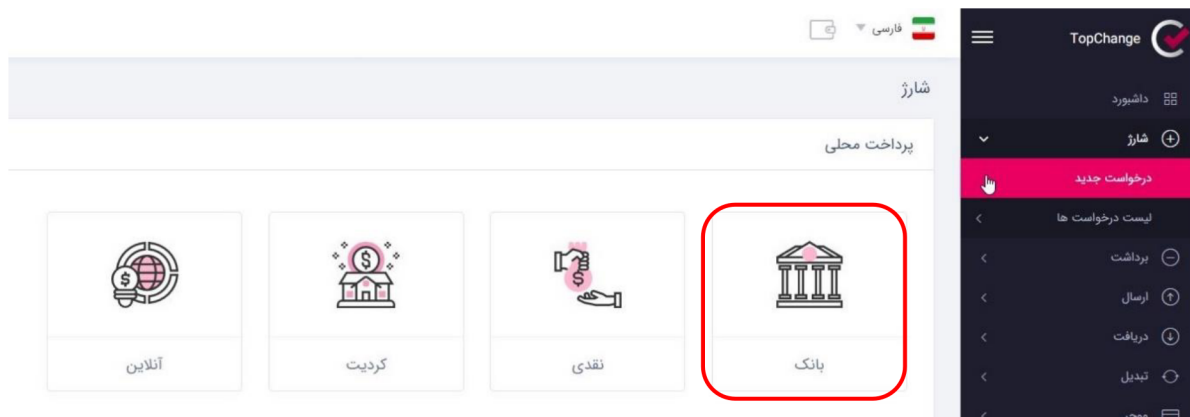 TopChange
فارسی
داشبورد
شارژ
درخواست جدید
لیست درخواست ها
برداشت
ارسال
دریافت
تبدیل
شارژ
پرداخت محلی
بانک
نقدی
کردیت
آنلاین